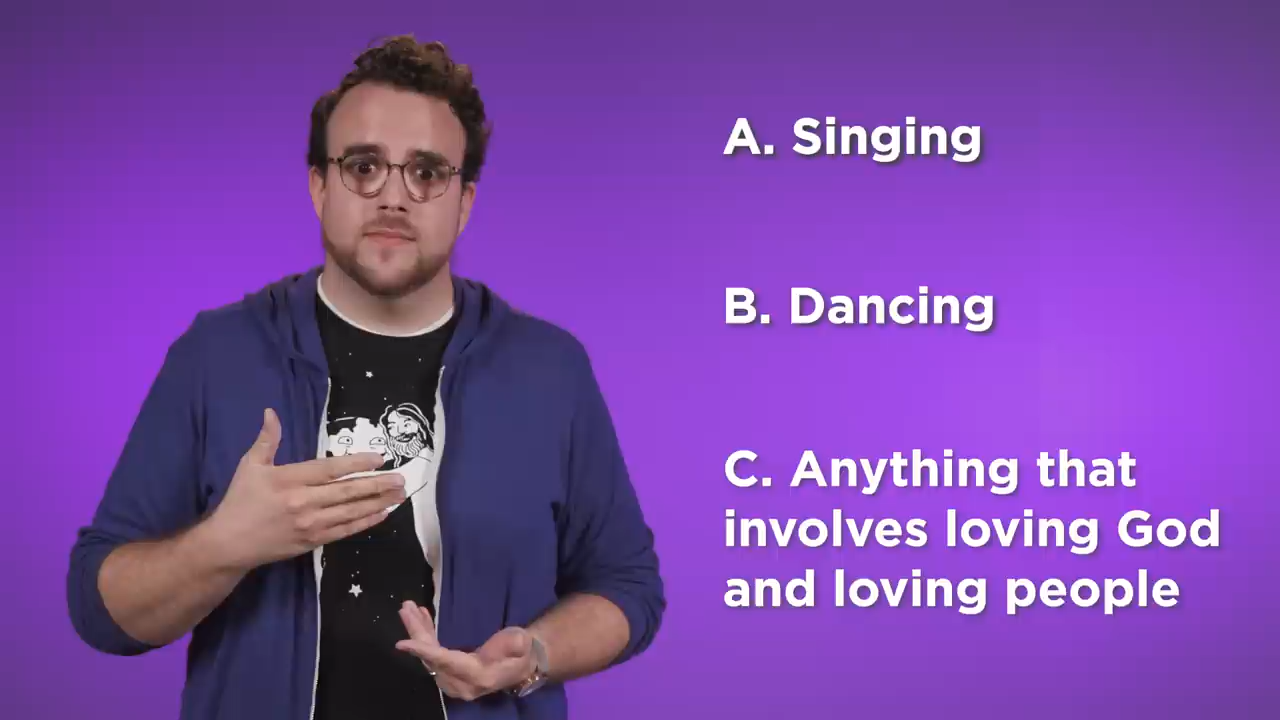 A. Singing
B. Dancing
C. Anything that
involves loving God
and loving people